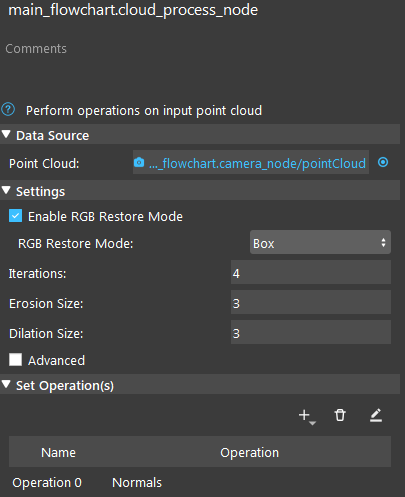 main_flowchart.cloud_process_node
Comments
Perform operations on input point cloud
Data Source
Point Cloud: ..._flowchart.camera_node/pointCloud
Settings
Enable RGB Restore Mode
RGB Restore Mode: Box
Iterations: 4
Erosion Size: 3
Dilation Size: 3
Advanced
Set Operation(s)
Name Operation
Operation 0 Normals